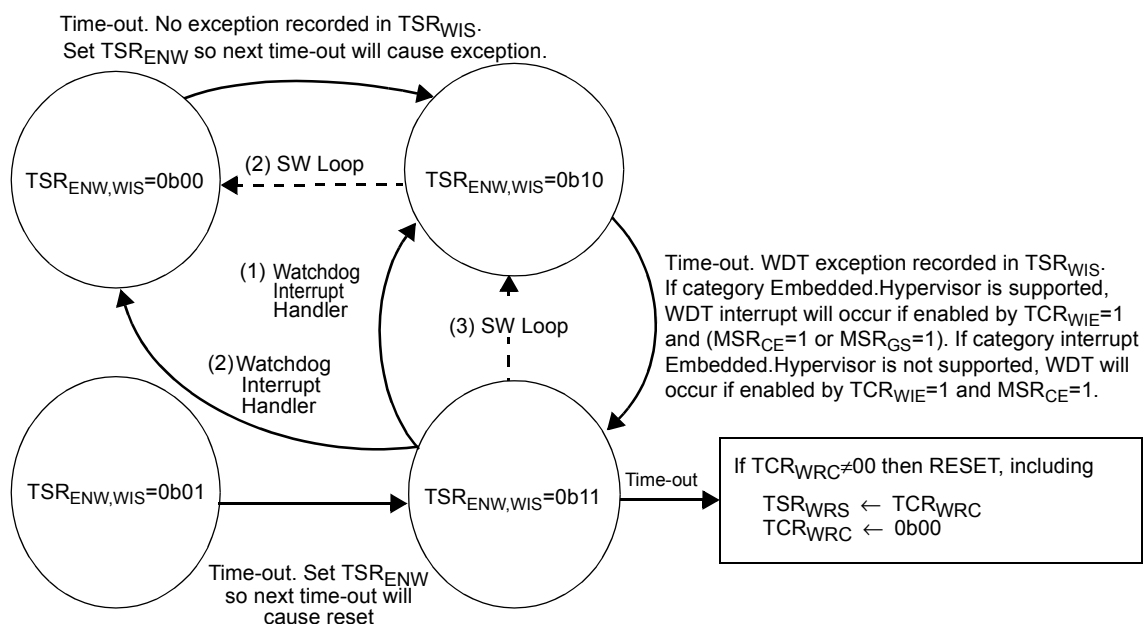 Time-out. No exception recorded in TSRWIS.
Set TSRENW so next time-out will cause exception.
TSRENW,WIS=0b00
(2) SW Loop
TSRENW,WIS=0b10
(1) Watchdog
Interrupt
Handler
(3) SW Loop
Time-out. WDT exception recorded in TSRWIS.
If category Embedded.Hypervisor is supported,
WDT interrupt will occur if enabled by TCRWIE=1
and (MSRCE=1 or MSRGS=1). If category interrupt
Embedded.Hypervisor is not supported, WDT will
occur if enabled by TCRWIE=1 and MSRCE=1.
(2) Watchdog
Interrupt
Handler
TSRENW,WIS=0b01
TSRENW,WIS=0b11
Time-out
If TCRWRC≠00 then RESET, including
TSRWRS ← TCRWRC
TCRWRC ← 0b00
Time-out. Set TSRENW
so next time-out will
cause reset